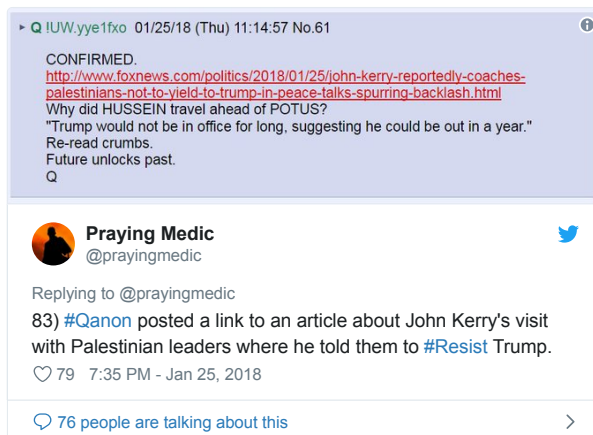 Q !UW.yye1fxo 01/25/18 (Thu) 11:14:57 No.61
CONFIRMED.
http://www.foxnews.com/politics/2018/01/25/john-kerry-reportedly-coaches-
palestinians-not-to-yield-to-trump-in-peace-talks-spurring-backlash.html
Why did HUSSEIN travel ahead of POTUS?
"Trump would not be in office for long, suggesting he could be out in a year."
Re-read crumbs.
Future unlocks past.
Q
Praying Medic
@prayingmedic
Replying to @prayingmedic
83) #Qanon posted a link to an article about John Kerry's visit
with Palestinian leaders where he told them to #Resist Trump.
79 7:35 PM - Jan 25, 2018
76 people are talking about this